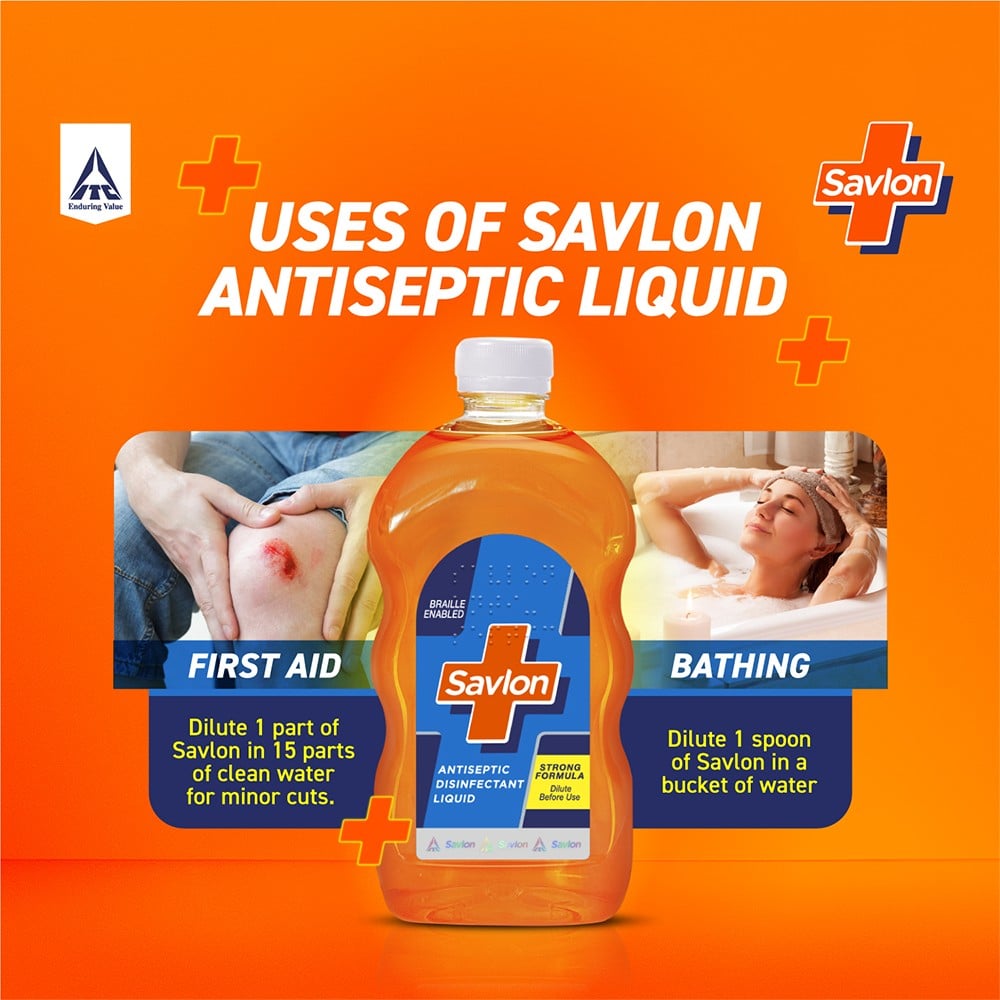 ITC
Enduring Value
Savlon
USES OF SAVLON
ANTISEPTIC LIQUID
FIRST AID
Dilute 1 part of
Savlon in 15 parts
of clean water
for minor cuts.
BRAILLE
ENABLED
Savlon
ANTISEPTIC
DISINFECTANT
LIQUID
STRONG
FORMULA
Dilute
Before Use
Savlon Savlon Savlon
BATHING
Dilute 1 spoon
of Savlon in a
bucket of water